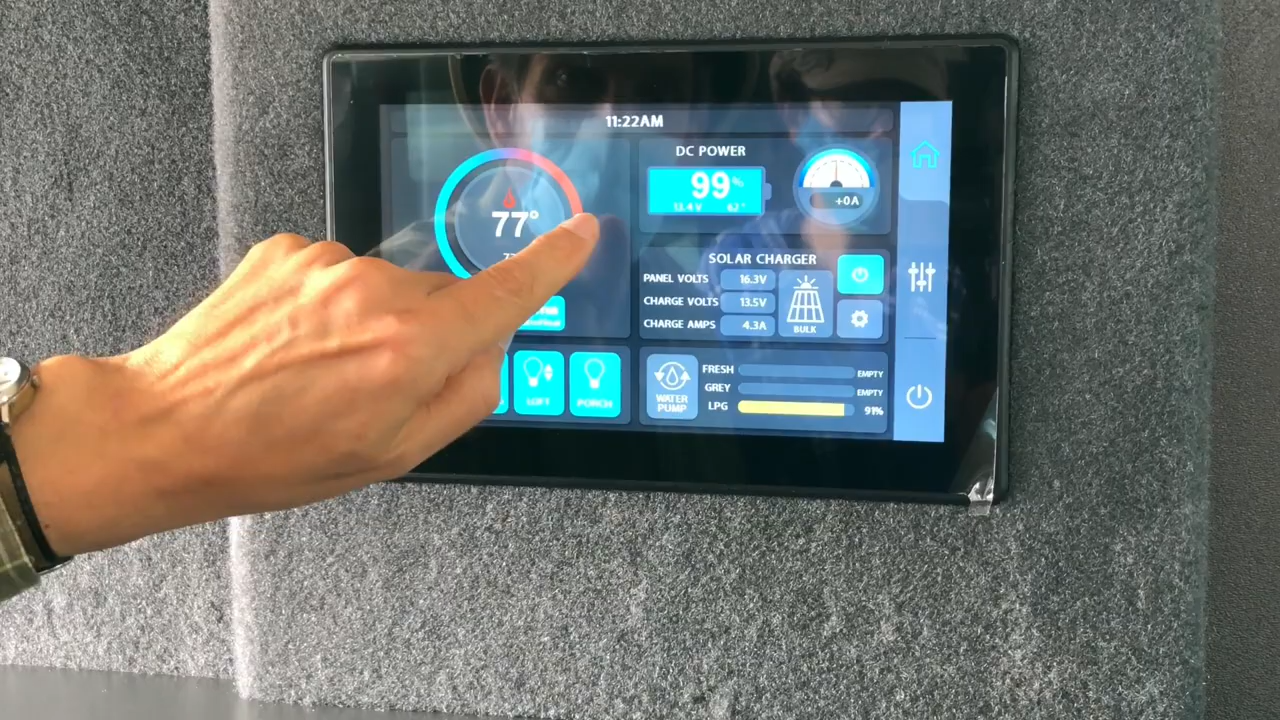 11:22AM
77°
DC POWER
99%
13.4 V 62°
+0A
SOLAR CHARGER
PANEL VOLTS 16.3V
CHARGE VOLTS 13.5V
CHARGE AMPS 4.3A
BULK
LOFT
PORCH
WATER
PUMP
FRESH EMPTY
GREY EMPTY
LPG 91%